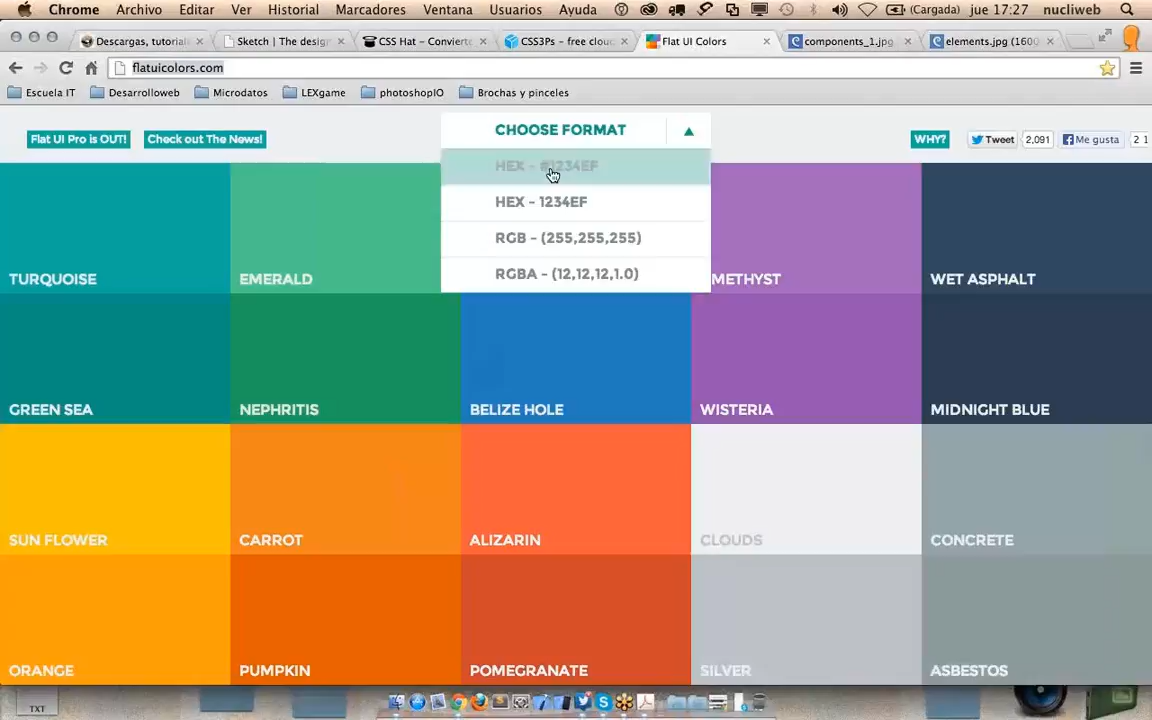 Chrome Archivo Editar Ver Historial Marcadores Ventana Usuarios Ayuda (Cargada) jue 17:27 nucliweb
Descargas, tutorial Sketch | The desig CSS Hat – Converte CSS3Ps – free clou Flat UI Colors components_1.jpg elements.jpg (160
flatuicolors.com
Escuela IT Desarrolloweb Microdatos LEXgame photoshopIO Brochas y pinceles
Flat UI Pro is OUT! Check out The News! CHOOSE FORMAT WHY? Tweet 2,091 Me gusta 2 1
HEX - #1234EF
HEX - 1234EF
RGB - (255,255,255)
RGBA - (12,12,12,1.0)
TURQUOISE EMERALD METHYST WET ASPHALT
GREEN SEA NEPHRITIS BELIZE HOLE WISTERIA MIDNIGHT BLUE
SUN FLOWER CARROT ALIZARIN CLOUDS CONCRETE
ORANGE PUMPKIN POMEGRANATE SILVER ASBESTOS
TXT